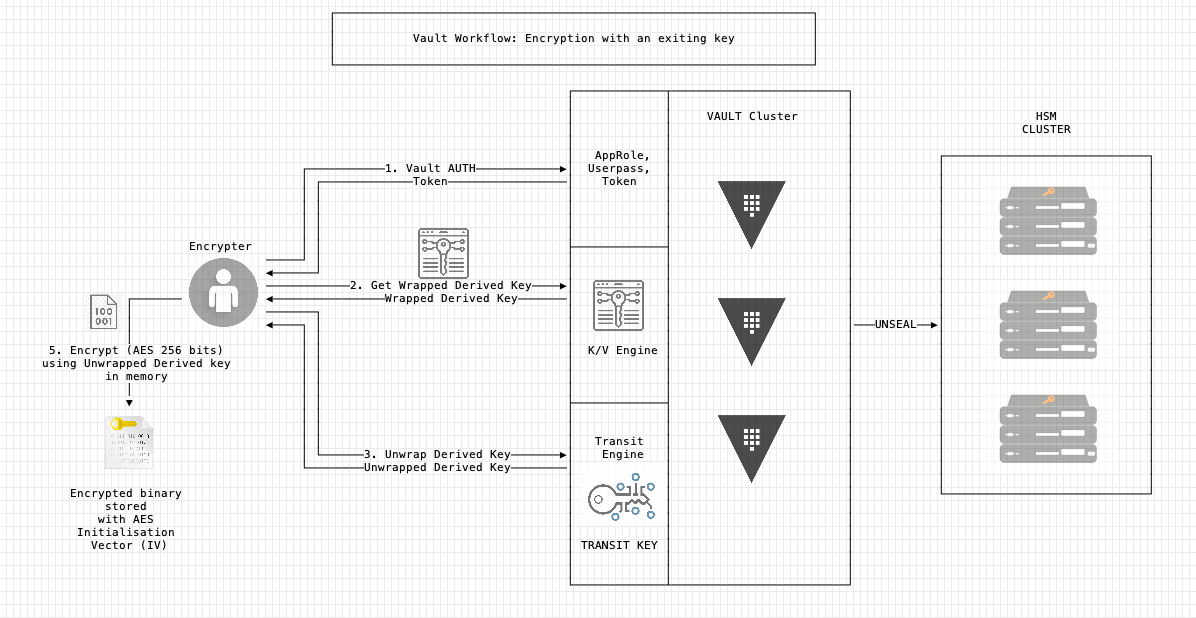 Vault Workflow: Encryption with an exiting key
VAULT Cluster
HSM
CLUSTER
AppRole,
Userpass,
Token
1. Vault AUTH
Token
Encrypter
2. Get Wrapped Derived Key
Wrapped Derived Key
K/V Engine
UNSEAL
100
001
5. Encrypt (AES 256 bits)
using Unwrapped Derived key
in memory
3. Unwrap Derived Key
Unwrapped Derived Key
Transit
Engine
TRANSIT KEY
Encrypted binary
stored
with AES
Initialisation
Vector (IV)